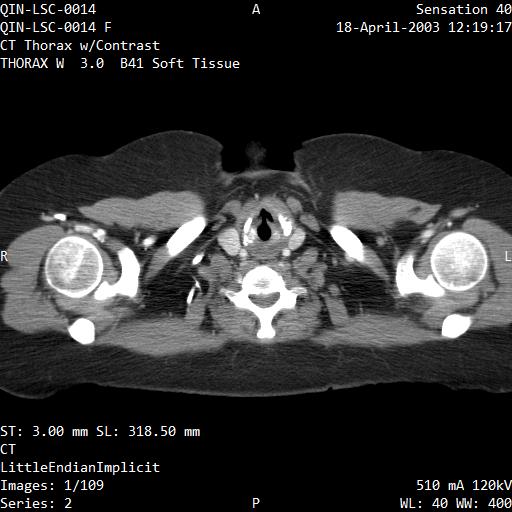 QIN-LSC-0014 A Sensation 40
QIN-LSC-0014 F 18-April-2003 12:19:17
CT Thorax w/Contrast
THORAX W 3.0 B41 Soft Tissue
R L
ST: 3.00 mm SL: 318.50 mm
CT
LittleEndianImplicit
Images: 1/109 510 mA 120kV
Series: 2 P WL: 40 WW: 400